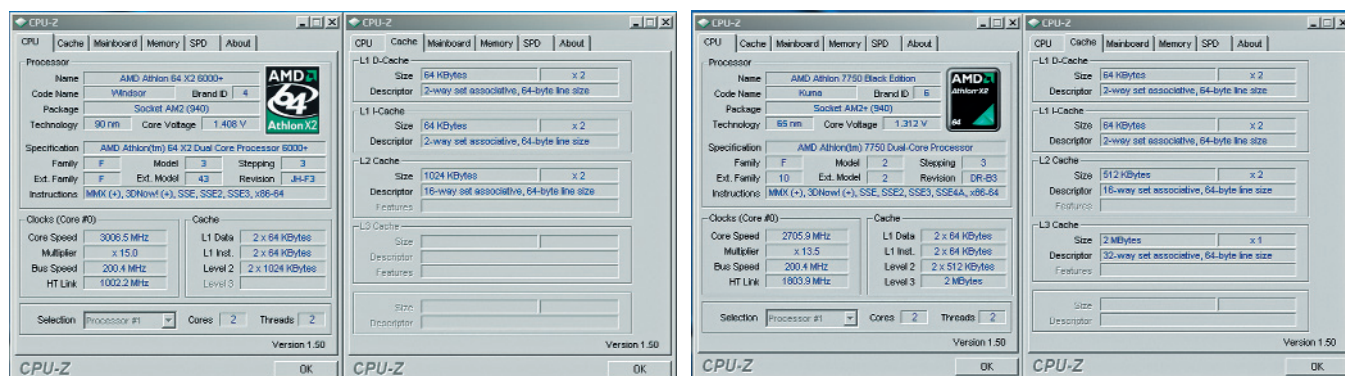 CPU-Z
CPU Cache Mainboard Memory SPD About
Processor
Name AMD Athlon 64 X2 6000+
Code Name Windsor Brand ID 4
Package Socket AM2 (940)
Technology 90 nm Core Voltage 1.408 V
AMD
64
Athlon X2
Specification AMD Athlon(tm) 64 X2 Dual Core Processor 6000+
Family F Model 3 Stepping 3
Ext. Family F Ext. Model 43 Revision JH-F3
Instructions MMX (+), 3DNow! (+), SSE, SSE2, SSE3, x86-64
Clocks (Core #0)
Core Speed 3006.5 MHz
Multiplier x 15.0
Bus Speed 200.4 MHz
HT Link 1002.2 MHz
Cache
L1 Data 2 x 64 KBytes
L1 Inst. 2 x 64 KBytes
Level 2 2 x 1024 KBytes
Level 3
Selection Processor #1 Cores 2 Threads 2
Version 1.50
CPU-Z OK
CPU-Z
CPU Cache Mainboard Memory SPD About
L1 D-Cache
Size 64 KBytes x 2
Descriptor 2-way set associative, 64-byte line size
L1 I-Cache
Size 64 KBytes x 2
Descriptor 2-way set associative, 64-byte line size
L2 Cache
Size 1024 KBytes x 2
Descriptor 16-way set associative, 64-byte line size
Features
L3 Cache
Size
Descriptor
Features
Size
Descriptor
Version 1.50
CPU-Z OK
CPU-Z
CPU Cache Mainboard Memory SPD About
Processor
Name AMD Athlon 7750 Black Edition
Code Name Kuma Brand ID 6
Package Socket AM2+ (940)
Technology 65 nm Core Voltage 1.312 V
AMD
Athlon X2
64
Specification AMD Athlon(tm) 7750 Dual-Core Processor
Family F Model 2 Stepping 3
Ext. Family 10 Ext. Model 2 Revision DR-B3
Instructions MMX (+), 3DNow! (+), SSE, SSE2, SSE3, SSE4A, x86-64
Clocks (Core #0)
Core Speed 2705.9 MHz
Multiplier x 13.5
Bus Speed 200.4 MHz
HT Link 1803.9 MHz
Cache
L1 Data 2 x 64 KBytes
L1 Inst. 2 x 64 KBytes
Level 2 2 x 512 KBytes
Level 3 2 MBytes
Selection Processor #1 Cores 2 Threads 2
Version 1.50
CPU-Z OK
CPU-Z
CPU Cache Mainboard Memory SPD About
L1 D-Cache
Size 64 KBytes x 2
Descriptor 2-way set associative, 64-byte line size
L1 I-Cache
Size 64 KBytes x 2
Descriptor 2-way set associative, 64-byte line size
L2 Cache
Size 512 KBytes x 2
Descriptor 16-way set associative, 64-byte line size
Features
L3 Cache
Size 2 MBytes x 1
Descriptor 32-way set associative, 64-byte line size
Features
Size
Descriptor
Version 1.50
CPU-Z OK